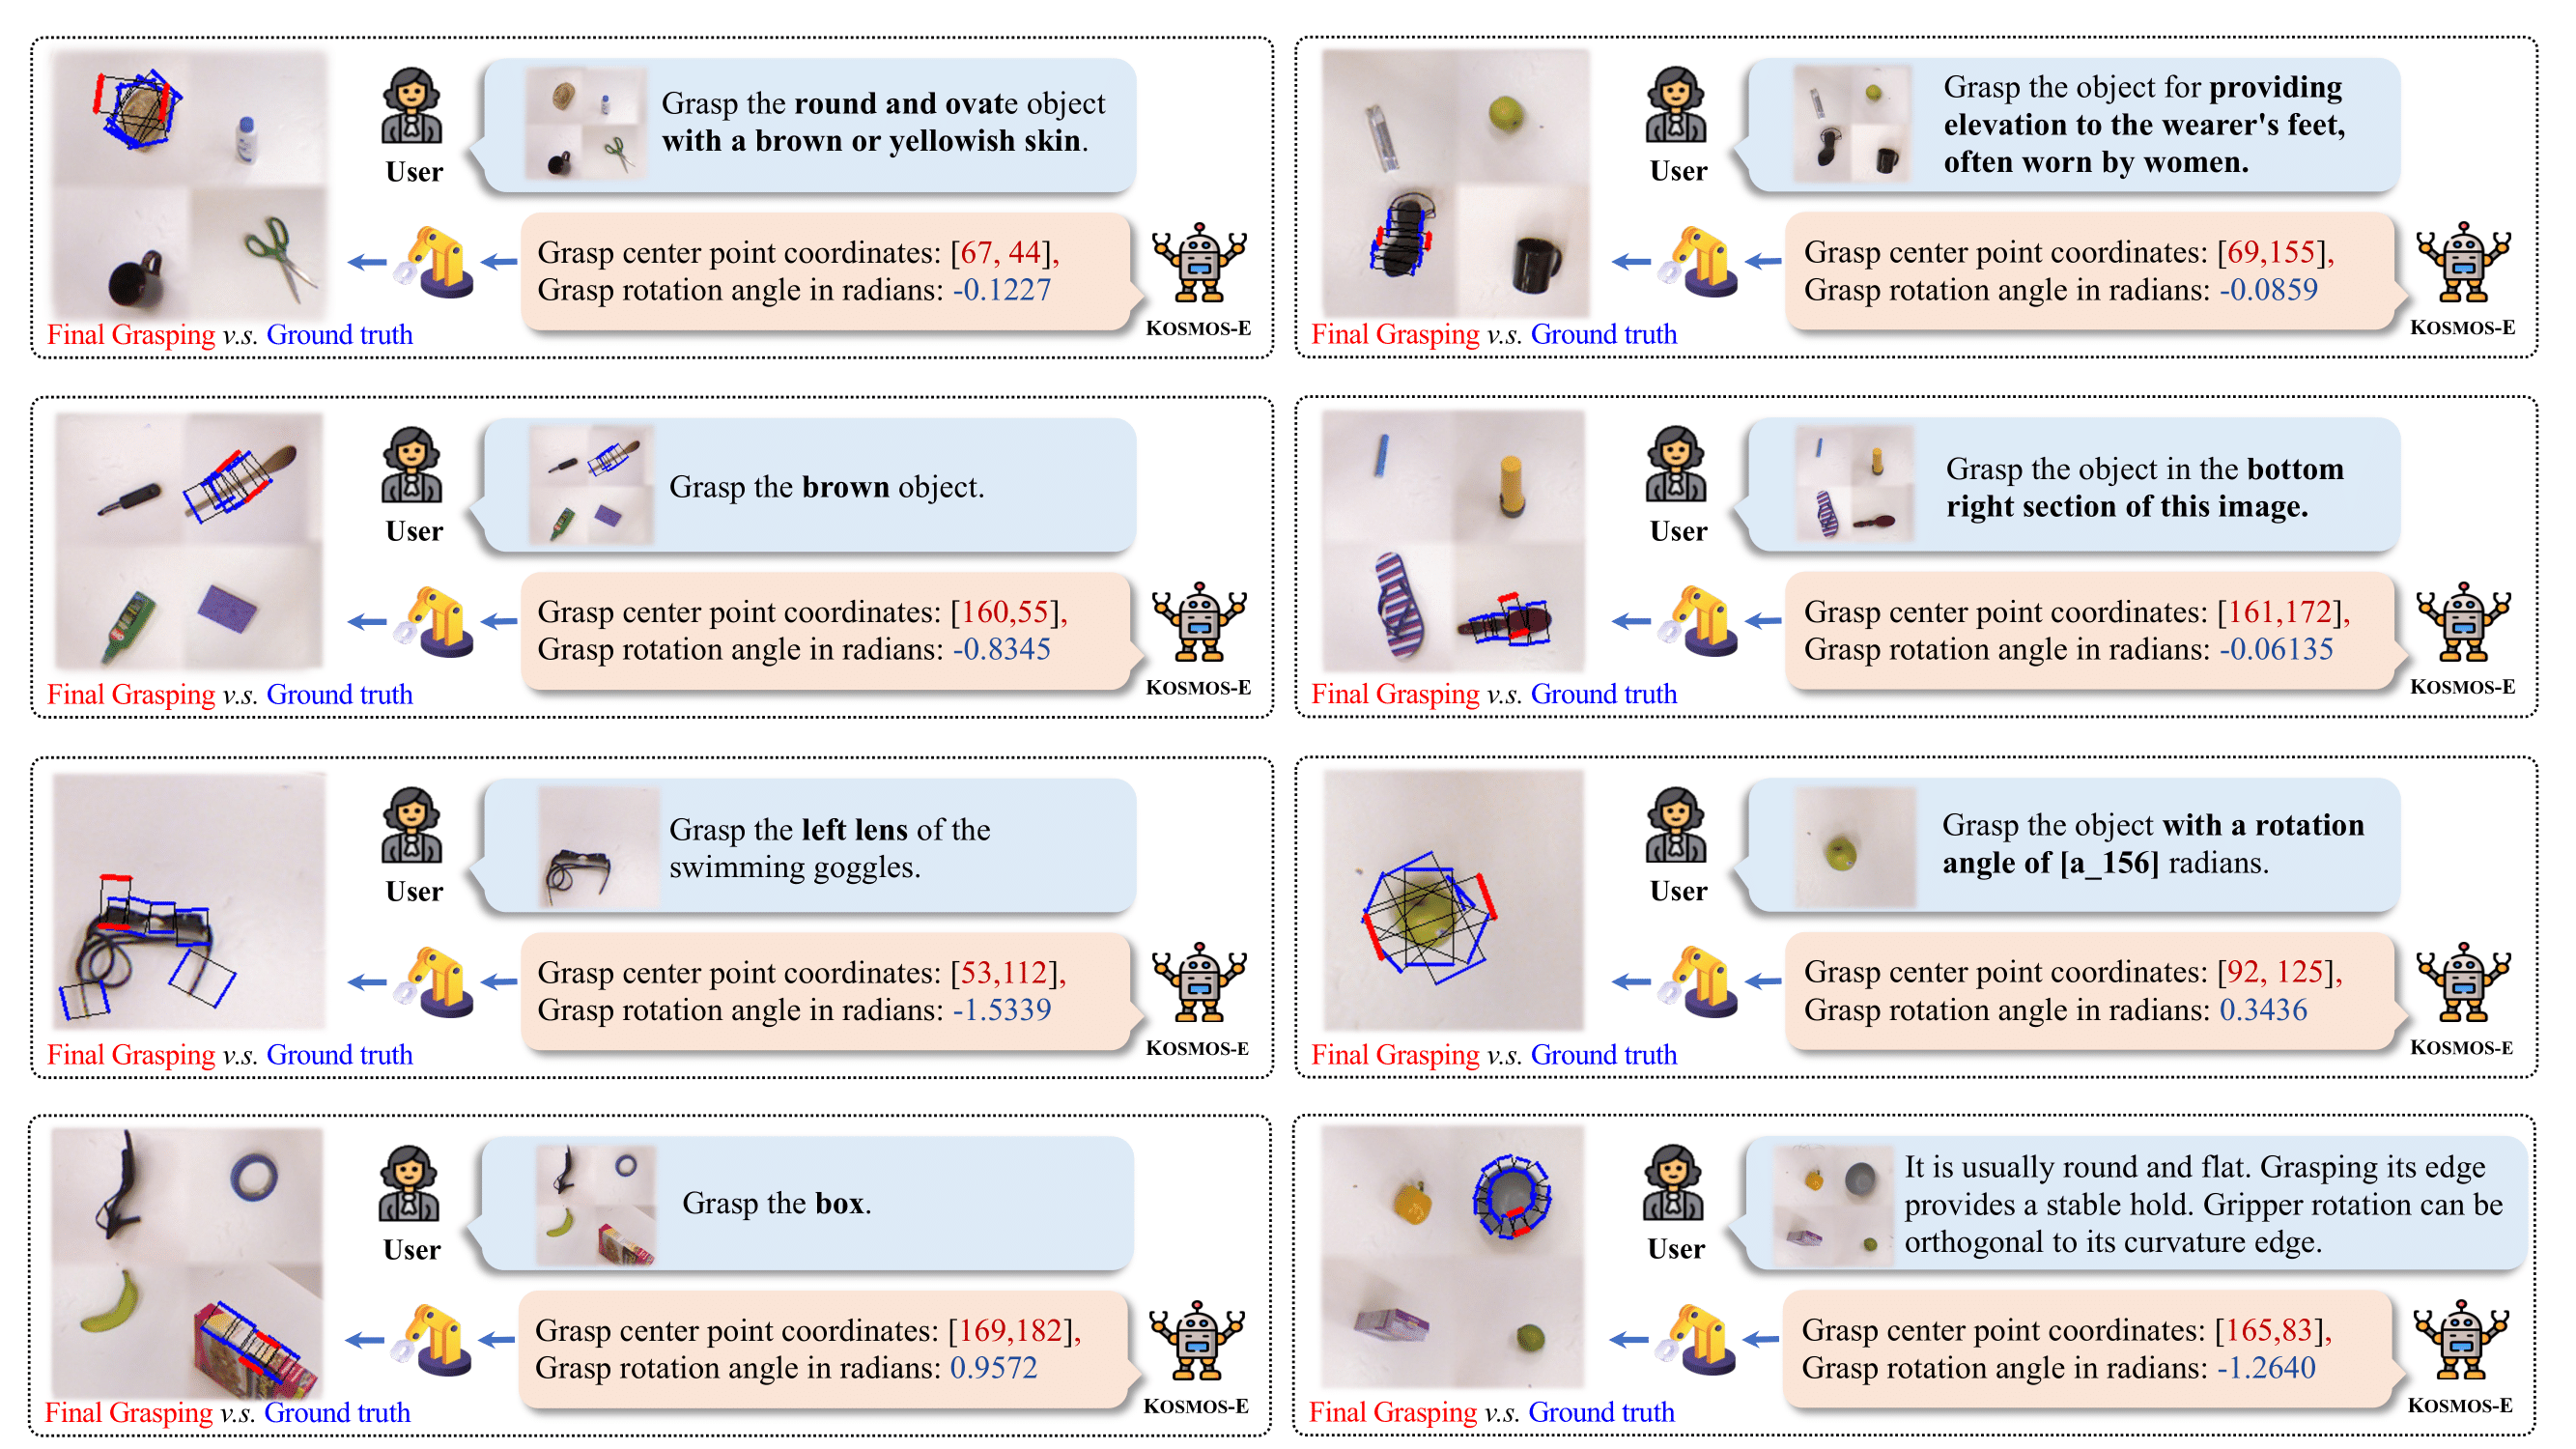 Grasp the round and ovate object
with a brown or yellowish skin.
User
Grasp center point coordinates: [67, 44],
Grasp rotation angle in radians: -0.1227
KOSMOS-E
Final Grasping v.s. Ground truth
Grasp the object for providing
elevation to the wearer's feet,
often worn by women.
User
Grasp center point coordinates: [69,155],
Grasp rotation angle in radians: -0.0859
KOSMOS-E
Final Grasping v.s. Ground truth
Grasp the brown object.
User
Grasp center point coordinates: [160,55],
Grasp rotation angle in radians: -0.8345
KOSMOS-E
Final Grasping v.s. Ground truth
Grasp the object in the bottom
right section of this image.
User
Grasp center point coordinates: [161,172],
Grasp rotation angle in radians: -0.06135
KOSMOS-E
Final Grasping v.s. Ground truth
Grasp the left lens of the
swimming goggles.
User
Grasp center point coordinates: [53,112],
Grasp rotation angle in radians: -1.5339
KOSMOS-E
Final Grasping v.s. Ground truth
Grasp the object with a rotation
angle of [a_156] radians.
User
Grasp center point coordinates: [92, 125],
Grasp rotation angle in radians: 0.3436
KOSMOS-E
Final Grasping v.s. Ground truth
Grasp the box.
User
Grasp center point coordinates: [169,182],
Grasp rotation angle in radians: 0.9572
KOSMOS-E
Final Grasping v.s. Ground truth
It is usually round and flat. Grasping its edge
provides a stable hold. Gripper rotation can be
orthogonal to its curvature edge.
User
Grasp center point coordinates: [165,83],
Grasp rotation angle in radians: -1.2640
KOSMOS-E
Final Grasping v.s. Ground truth